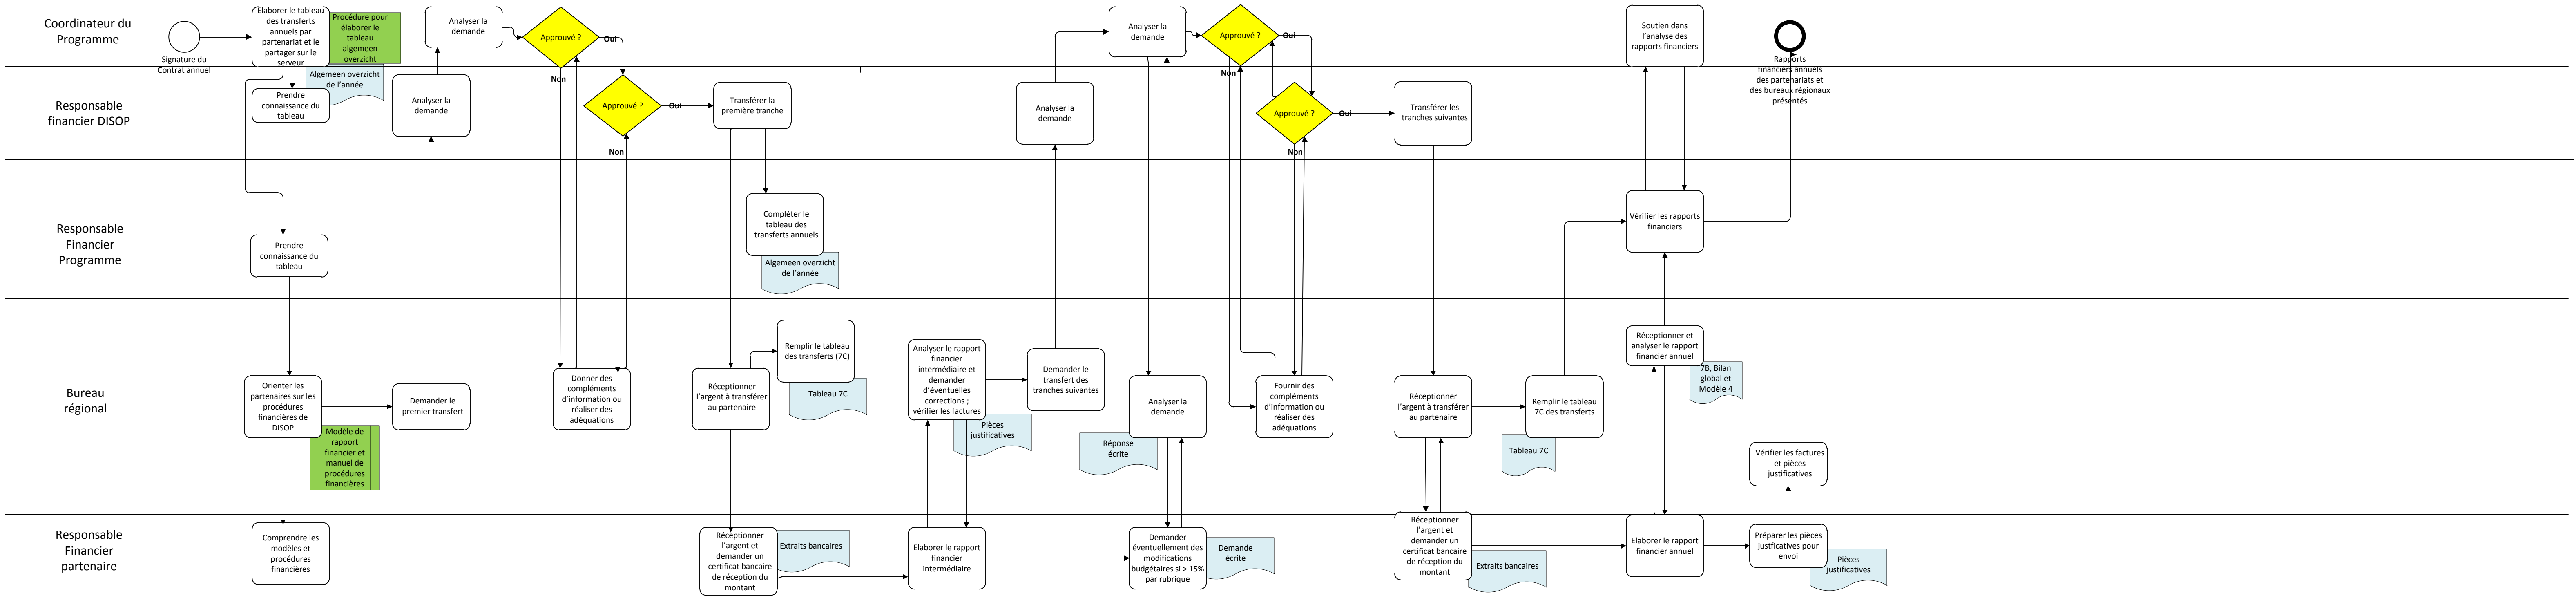 Coordinateur du
Programme
Signature du
Contrat annuel
Elaborer le tableau
des transferts
annuels par
partenariat et le
partager sur le
serveur
Procédure pour
élaborer le
tableau
algemeen
overzicht
Analyser la
demande
Approuvé ?
Oui
Non
Analyser la
demande
Approuvé ?
Oui
Non
Soutien dans
l’analyse des
rapports financiers
Rapports
financiers annuels
des partenariats et
des bureaux régionaux
présentés
Responsable
financier DISOP
Algemeen overzicht
de l’année
Prendre
connaissance du
tableau
Analyser la
demande
Approuvé ?
Oui
Non
Transférer la
première tranche
Analyser la
demande
Approuvé ?
Oui
Non
Transférer les
tranches suivantes
Responsable
Financier
Programme
Prendre
connaissance du
tableau
Compléter le
tableau des
transferts annuels
Algemeen overzicht
de l’année
Vérifier les rapports
financiers
Bureau
régional
Orienter les
partenaires sur les
procédures
financières de
DISOP
Modèle de
rapport
financier et
manuel de
procédures
financières
Demander le
premier transfert
Donner des
compléments
d’information ou
réaliser des
adéquations
Réceptionner
l’argent à transférer
au partenaire
Remplir le tableau
des transferts (7C)
Tableau 7C
Analyser le rapport
financier
intermédiaire et
demander
d’éventuelles
corrections ;
vérifier les factures
Pièces
justificatives
Demander le
transfert des
tranches suivantes
Réponse
écrite
Analyser la
demande
Fournir des
compléments
d’information ou
réaliser des
adéquations
Réceptionner
l’argent à transférer
au partenaire
Remplir le tableau
7C des transferts
Tableau 7C
Réceptionner et
analyser le rapport
financier annuel
7B, Bilan
global et
Modèle 4
Vérifier les factures
et pièces
justificatives
Responsable
Financier
partenaire
Comprendre les
modèles et
procédures
financières
Réceptionner
l’argent et
demander un
certificat bancaire
de réception du
montant
Extraits bancaires
Elaborer le rapport
financier
intermédiaire
Demander
éventuellement des
modifications
budgétaires si > 15%
par rubrique
Demande
écrite
Réceptionner
l’argent et
demander un
certificat bancaire
de réception du
montant
Extraits bancaires
Elaborer le rapport
financier annuel
Préparer les pièces
justficatives pour
envoi
Pièces
justificatives